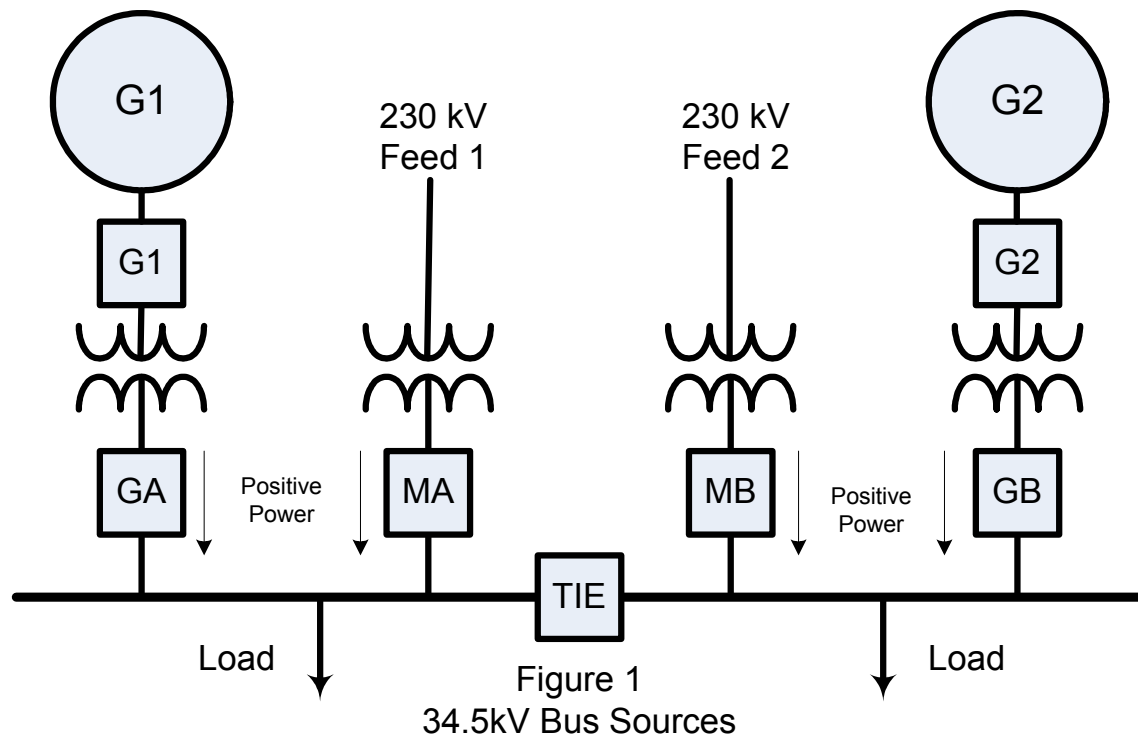 G1
230 kV
Feed 1
230 kV
Feed 2
G2
G1
G2
GA
Positive
Power
MA
MB
Positive
Power
GB
TIE
Load
Load
Figure 1
34.5kV Bus Sources